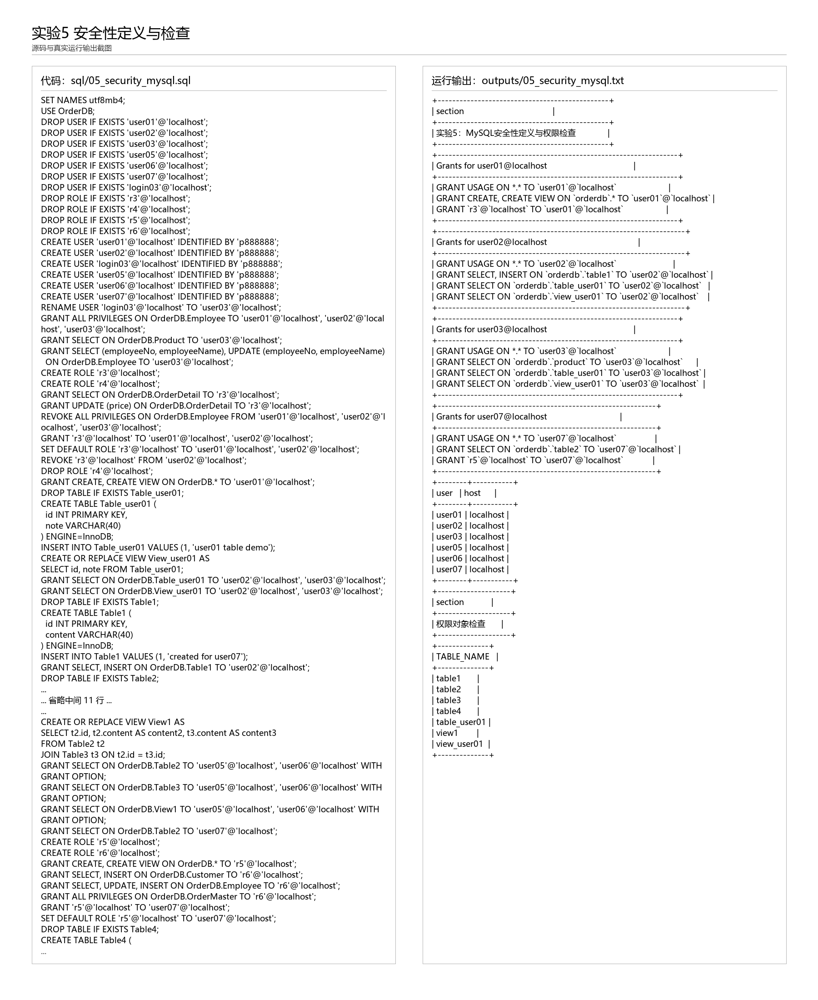 实验5 安全性定义与检查
源码与真实运行输出截图
代码：sql/05_security_mysql.sql
SET NAMES utf8mb4;
USE OrderDB;
DROP USER IF EXISTS 'user01'@'localhost';
DROP USER IF EXISTS 'user02'@'localhost';
DROP USER IF EXISTS 'user03'@'localhost';
DROP USER IF EXISTS 'user05'@'localhost';
DROP USER IF EXISTS 'user06'@'localhost';
DROP USER IF EXISTS 'user07'@'localhost';
DROP USER IF EXISTS 'login03'@'localhost';
DROP ROLE IF EXISTS 'r3'@'localhost';
DROP ROLE IF EXISTS 'r4'@'localhost';
DROP ROLE IF EXISTS 'r5'@'localhost';
DROP ROLE IF EXISTS 'r6'@'localhost';
CREATE USER 'user01'@'localhost' IDENTIFIED BY 'p888888';
CREATE USER 'user02'@'localhost' IDENTIFIED BY 'p888888';
CREATE USER 'login03'@'localhost' IDENTIFIED BY 'p888888';
CREATE USER 'user05'@'localhost' IDENTIFIED BY 'p888888';
CREATE USER 'user06'@'localhost' IDENTIFIED BY 'p888888';
CREATE USER 'user07'@'localhost' IDENTIFIED BY 'p888888';
RENAME USER 'login03'@'localhost' TO 'user03'@'localhost';
GRANT ALL PRIVILEGES ON OrderDB.Employee TO 'user01'@'localhost', 'user02'@'local
host', 'user03'@'localhost';
GRANT SELECT ON OrderDB.Product TO 'user03'@'localhost';
GRANT SELECT (employeeNo, employeeName), UPDATE (employeeNo, employeeName)
  ON OrderDB.Employee TO 'user03'@'localhost';
CREATE ROLE 'r3'@'localhost';
CREATE ROLE 'r4'@'localhost';
GRANT SELECT ON OrderDB.OrderDetail TO 'r3'@'localhost';
GRANT UPDATE (price) ON OrderDB.OrderDetail TO 'r3'@'localhost';
REVOKE ALL PRIVILEGES ON OrderDB.Employee FROM 'user01'@'localhost', 'user02'@'l
ocalhost', 'user03'@'localhost';
GRANT 'r3'@'localhost' TO 'user01'@'localhost', 'user02'@'localhost';
SET DEFAULT ROLE 'r3'@'localhost' TO 'user01'@'localhost', 'user02'@'localhost';
REVOKE 'r3'@'localhost' FROM 'user02'@'localhost';
DROP ROLE 'r4'@'localhost';
GRANT CREATE, CREATE VIEW ON OrderDB.* TO 'user01'@'localhost';
DROP TABLE IF EXISTS Table_user01;
CREATE TABLE Table_user01 (
  id INT PRIMARY KEY,
  note VARCHAR(40)
) ENGINE=InnoDB;
INSERT INTO Table_user01 VALUES (1, 'user01 table demo');
CREATE OR REPLACE VIEW View_user01 AS
SELECT id, note FROM Table_user01;
GRANT SELECT ON OrderDB.Table_user01 TO 'user02'@'localhost', 'user03'@'localhost';
GRANT SELECT ON OrderDB.View_user01 TO 'user02'@'localhost', 'user03'@'localhost';
DROP TABLE IF EXISTS Table1;
CREATE TABLE Table1 (
  id INT PRIMARY KEY,
  content VARCHAR(40)
) ENGINE=InnoDB;
INSERT INTO Table1 VALUES (1, 'created for user07');
GRANT SELECT, INSERT ON OrderDB.Table1 TO 'user02'@'localhost';
DROP TABLE IF EXISTS Table2;
...
... 省略中间 11 行 ...
...
CREATE OR REPLACE VIEW View1 AS
SELECT t2.id, t2.content AS content2, t3.content AS content3
FROM Table2 t2
JOIN Table3 t3 ON t2.id = t3.id;
GRANT SELECT ON OrderDB.Table2 TO 'user05'@'localhost', 'user06'@'localhost' WITH
GRANT OPTION;
GRANT SELECT ON OrderDB.Table3 TO 'user05'@'localhost', 'user06'@'localhost' WITH
GRANT OPTION;
GRANT SELECT ON OrderDB.View1 TO 'user05'@'localhost', 'user06'@'localhost' WITH
GRANT OPTION;
GRANT SELECT ON OrderDB.Table2 TO 'user07'@'localhost';
CREATE ROLE 'r5'@'localhost';
CREATE ROLE 'r6'@'localhost';
GRANT CREATE, CREATE VIEW ON OrderDB.* TO 'r5'@'localhost';
GRANT SELECT, INSERT ON OrderDB.Customer TO 'r6'@'localhost';
GRANT SELECT, UPDATE, INSERT ON OrderDB.Employee TO 'r6'@'localhost';
GRANT ALL PRIVILEGES ON OrderDB.OrderMaster TO 'r6'@'localhost';
GRANT 'r5'@'localhost' TO 'user07'@'localhost';
SET DEFAULT ROLE 'r5'@'localhost' TO 'user07'@'localhost';
DROP TABLE IF EXISTS Table4;
CREATE TABLE Table4 (
...
运行输出：outputs/05_security_mysql.txt
+-----------------------------------------------+
| section |
+-----------------------------------------------+
| 实验5：MySQL安全性定义与权限检查 |
+-----------------------------------------------+
+------------------------------------------------------------------+
| Grants for user01@localhost |
+------------------------------------------------------------------+
| GRANT USAGE ON *.* TO `user01`@`localhost` |
| GRANT CREATE, CREATE VIEW ON `orderdb`.* TO `user01`@`localhost` |
| GRANT `r3`@`localhost` TO `user01`@`localhost` |
+------------------------------------------------------------------+
+--------------------------------------------------------------------+
| Grants for user02@localhost |
+--------------------------------------------------------------------+
| GRANT USAGE ON *.* TO `user02`@`localhost` |
| GRANT SELECT, INSERT ON `orderdb`.`table1` TO `user02`@`localhost` |
| GRANT SELECT ON `orderdb`.`table_user01` TO `user02`@`localhost` |
| GRANT SELECT ON `orderdb`.`view_user01` TO `user02`@`localhost` |
+--------------------------------------------------------------------+
+------------------------------------------------------------------+
| Grants for user03@localhost |
+------------------------------------------------------------------+
| GRANT USAGE ON *.* TO `user03`@`localhost` |
| GRANT SELECT ON `orderdb`.`product` TO `user03`@`localhost` |
| GRANT SELECT ON `orderdb`.`table_user01` TO `user03`@`localhost` |
| GRANT SELECT ON `orderdb`.`view_user01` TO `user03`@`localhost` |
+------------------------------------------------------------------+
+------------------------------------------------------------+
| Grants for user07@localhost |
+------------------------------------------------------------+
| GRANT USAGE ON *.* TO `user07`@`localhost` |
| GRANT SELECT ON `orderdb`.`table2` TO `user07`@`localhost` |
| GRANT `r5`@`localhost` TO `user07`@`localhost` |
+------------------------------------------------------------+
+--------+-----------+
| user | host |
+--------+-----------+
| user01 | localhost |
| user02 | localhost |
| user03 | localhost |
| user05 | localhost |
| user06 | localhost |
| user07 | localhost |
+--------+-----------+
+--------------------+
| section |
+--------------------+
| 权限对象检查 |
+--------------------+
+--------------+
| TABLE_NAME |
+--------------+
| table1 |
| table2 |
| table3 |
| table4 |
| table_user01 |
| view1 |
| view_user01 |
+--------------+